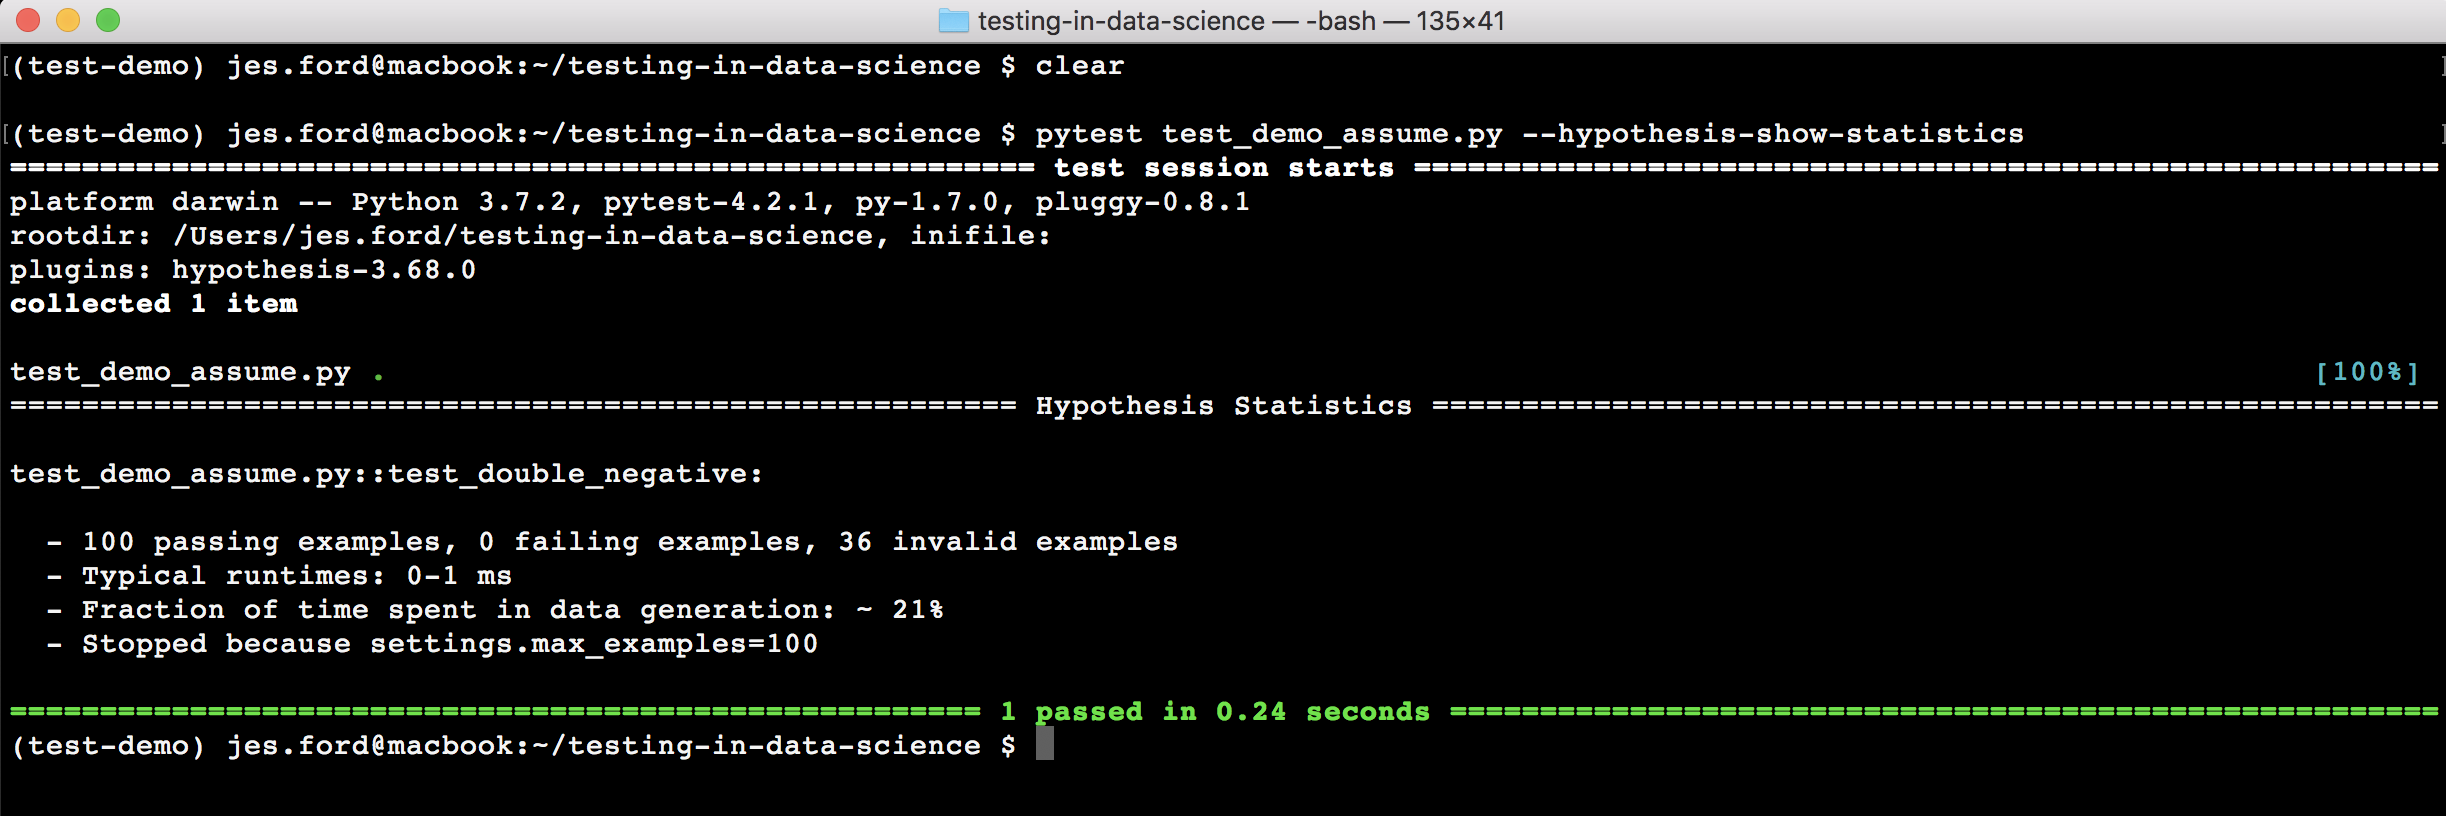 testing-in-data-science — -bash — 135×41
(test-demo) jes.ford@macbook:~/testing-in-data-science $ clear
(test-demo) jes.ford@macbook:~/testing-in-data-science $ pytest test_demo_assume.py --hypothesis-show-statistics
========================================================= test session starts =========================================================
platform darwin -- Python 3.7.2, pytest-4.2.1, py-1.7.0, pluggy-0.8.1
rootdir: /Users/jes.ford/testing-in-data-science, inifile:
plugins: hypothesis-3.68.0
collected 1 item
test_demo_assume.py . [100%]
======================================================== Hypothesis Statistics ========================================================
test_demo_assume.py::test_double_negative:
- 100 passing examples, 0 failing examples, 36 invalid examples
- Typical runtimes: 0-1 ms
- Fraction of time spent in data generation: ~ 21%
- Stopped because settings.max_examples=100
====================================================== 1 passed in 0.24 seconds =======================================================
(test-demo) jes.ford@macbook:~/testing-in-data-science $